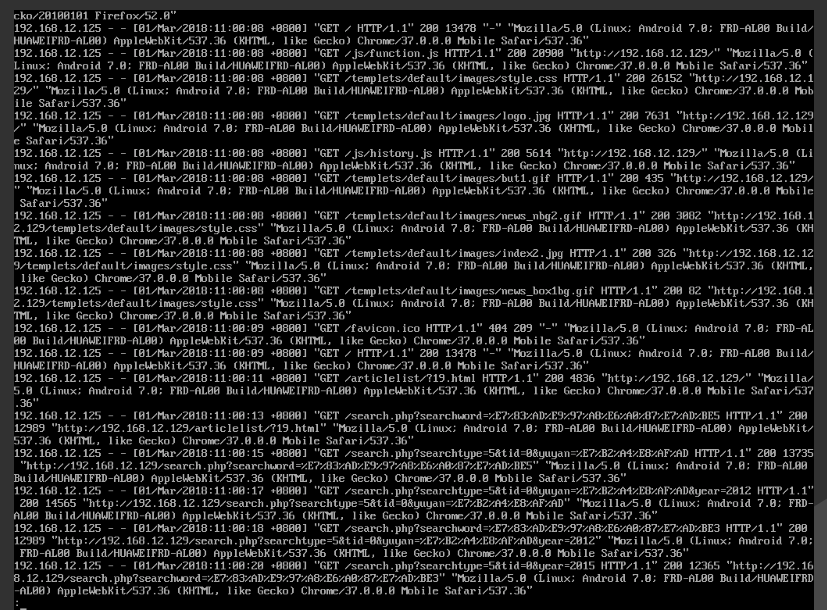 cko/20100101 Firefox/52.0"
192.168.12.125 - - [01/Mar/2018:11:00:08 +0800] "GET / HTTP/1.1" 200 13478 "-" "Mozilla/5.0 (Linux; Android 7.0; FRD-AL00 Build/
HUAWEIFRD-AL00) AppleWebKit/537.36 (KHTML, like Gecko) Chrome/37.0.0.0 Mobile Safari/537.36"
192.168.12.125 - - [01/Mar/2018:11:00:08 +0800] "GET /js/function.js HTTP/1.1" 200 20900 "http://192.168.12.129/" "Mozilla/5.0 (
Linux; Android 7.0; FRD-AL00 Build/HUAWEIFRD-AL00) AppleWebKit/537.36 (KHTML, like Gecko) Chrome/37.0.0.0 Mobile Safari/537.36"
192.168.12.125 - - [01/Mar/2018:11:00:08 +0800] "GET /templets/default/images/style.css HTTP/1.1" 200 26152 "http://192.168.12.1
29/" "Mozilla/5.0 (Linux; Android 7.0; FRD-AL00 Build/HUAWEIFRD-AL00) AppleWebKit/537.36 (KHTML, like Gecko) Chrome/37.0.0.0 Mob
ile Safari/537.36"
192.168.12.125 - - [01/Mar/2018:11:00:08 +0800] "GET /templets/default/images/logo.jpg HTTP/1.1" 200 7631 "http://192.168.12.129
/" "Mozilla/5.0 (Linux; Android 7.0; FRD-AL00 Build/HUAWEIFRD-AL00) AppleWebKit/537.36 (KHTML, like Gecko) Chrome/37.0.0.0 Mobil
e Safari/537.36"
192.168.12.125 - - [01/Mar/2018:11:00:08 +0800] "GET /js/history.js HTTP/1.1" 200 5614 "http://192.168.12.129/" "Mozilla/5.0 (Li
nux; Android 7.0; FRD-AL00 Build/HUAWEIFRD-AL00) AppleWebKit/537.36 (KHTML, like Gecko) Chrome/37.0.0.0 Mobile Safari/537.36"
192.168.12.125 - - [01/Mar/2018:11:00:08 +0800] "GET /templets/default/images/but1.gif HTTP/1.1" 200 435 "http://192.168.12.129/
" "Mozilla/5.0 (Linux; Android 7.0; FRD-AL00 Build/HUAWEIFRD-AL00) AppleWebKit/537.36 (KHTML, like Gecko) Chrome/37.0.0.0 Mobile
Safari/537.36"
192.168.12.125 - - [01/Mar/2018:11:00:08 +0800] "GET /templets/default/images/news_nbg2.gif HTTP/1.1" 200 3082 "http://192.168.1
2.129/templets/default/images/style.css" "Mozilla/5.0 (Linux; Android 7.0; FRD-AL00 Build/HUAWEIFRD-AL00) AppleWebKit/537.36 (KH
TML, like Gecko) Chrome/37.0.0.0 Mobile Safari/537.36"
192.168.12.125 - - [01/Mar/2018:11:00:08 +0800] "GET /templets/default/images/index2.jpg HTTP/1.1" 200 326 "http://192.168.12.12
9/templets/default/images/style.css" "Mozilla/5.0 (Linux; Android 7.0; FRD-AL00 Build/HUAWEIFRD-AL00) AppleWebKit/537.36 (KHTML,
like Gecko) Chrome/37.0.0.0 Mobile Safari/537.36"
192.168.12.125 - - [01/Mar/2018:11:00:08 +0800] "GET /templets/default/images/news_box1bg.gif HTTP/1.1" 200 82 "http://192.168.1
2.129/templets/default/images/style.css" "Mozilla/5.0 (Linux; Android 7.0; FRD-AL00 Build/HUAWEIFRD-AL00) AppleWebKit/537.36 (KH
TML, like Gecko) Chrome/37.0.0.0 Mobile Safari/537.36"
192.168.12.125 - - [01/Mar/2018:11:00:09 +0800] "GET /favicon.ico HTTP/1.1" 404 209 "-" "Mozilla/5.0 (Linux; Android 7.0; FRD-AL
00 Build/HUAWEIFRD-AL00) AppleWebKit/537.36 (KHTML, like Gecko) Chrome/37.0.0.0 Mobile Safari/537.36"
192.168.12.125 - - [01/Mar/2018:11:00:09 +0800] "GET / HTTP/1.1" 200 13478 "-" "Mozilla/5.0 (Linux; Android 7.0; FRD-AL00 Build/
HUAWEIFRD-AL00) AppleWebKit/537.36 (KHTML, like Gecko) Chrome/37.0.0.0 Mobile Safari/537.36"
192.168.12.125 - - [01/Mar/2018:11:00:11 +0800] "GET /articlelist/?19.html HTTP/1.1" 200 4836 "http://192.168.12.129/" "Mozilla/
5.0 (Linux; Android 7.0; FRD-AL00 Build/HUAWEIFRD-AL00) AppleWebKit/537.36 (KHTML, like Gecko) Chrome/37.0.0.0 Mobile Safari/537
.36"
192.168.12.125 - - [01/Mar/2018:11:00:13 +0800] "GET /search.php?searchword=%E7%83%AD%E9%97%A8%E6%A0%87%E7%AD%BE5 HTTP/1.1" 200
12989 "http://192.168.12.129/articlelist/?19.html" "Mozilla/5.0 (Linux; Android 7.0; FRD-AL00 Build/HUAWEIFRD-AL00) AppleWebKit/
537.36 (KHTML, like Gecko) Chrome/37.0.0.0 Mobile Safari/537.36"
192.168.12.125 - - [01/Mar/2018:11:00:15 +0800] "GET /search.php?searchtype=5&tid=0&yuyan=%E7%B2%A4%E8%AF%AD HTTP/1.1" 200 13735
"http://192.168.12.129/search.php?searchword=%E7%83%AD%E9%97%A8%E6%A0%87%E7%AD%BE5" "Mozilla/5.0 (Linux; Android 7.0; FRD-AL00
Build/HUAWEIFRD-AL00) AppleWebKit/537.36 (KHTML, like Gecko) Chrome/37.0.0.0 Mobile Safari/537.36"
192.168.12.125 - - [01/Mar/2018:11:00:17 +0800] "GET /search.php?searchtype=5&tid=0&yuyan=%E7%B2%A4%E8%AF%AD&year=2012 HTTP/1.1"
200 14565 "http://192.168.12.129/search.php?searchtype=5&tid=0&yuyan=%E7%B2%A4%E8%AF%AD" "Mozilla/5.0 (Linux; Android 7.0; FRD-
AL00 Build/HUAWEIFRD-AL00) AppleWebKit/537.36 (KHTML, like Gecko) Chrome/37.0.0.0 Mobile Safari/537.36"
192.168.12.125 - - [01/Mar/2018:11:00:18 +0800] "GET /search.php?searchword=%E7%83%AD%E9%97%A8%E6%A0%87%E7%AD%BE3 HTTP/1.1" 200
12989 "http://192.168.12.129/search.php?searchtype=5&tid=0&yuyan=%E7%B2%A4%E8%AF%AD&year=2012" "Mozilla/5.0 (Linux; Android 7.0;
FRD-AL00 Build/HUAWEIFRD-AL00) AppleWebKit/537.36 (KHTML, like Gecko) Chrome/37.0.0.0 Mobile Safari/537.36"
192.168.12.125 - - [01/Mar/2018:11:00:20 +0800] "GET /search.php?searchtype=5&tid=0&year=2015 HTTP/1.1" 200 12365 "http://192.16
8.12.129/search.php?searchword=%E7%83%AD%E9%97%A8%E6%A0%87%E7%AD%BE3" "Mozilla/5.0 (Linux; Android 7.0; FRD-AL00 Build/HUAWEIFRD
-AL00) AppleWebKit/537.36 (KHTML, like Gecko) Chrome/37.0.0.0 Mobile Safari/537.36"
: